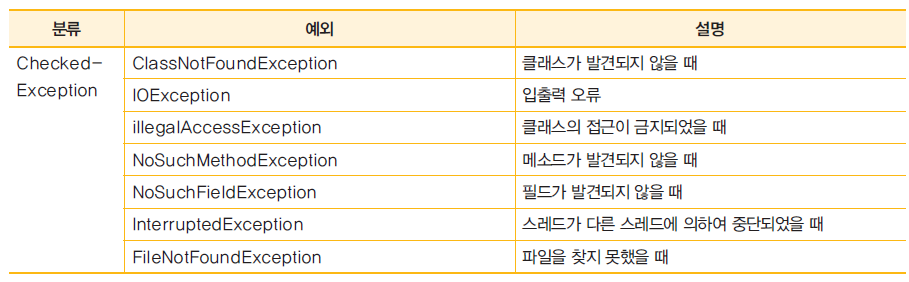 분류 예외 설명
Checked- ClassNotFoundException 클래스가 발견되지 않을 때
Exception IOException 입출력 오류
illegalAccessException 클래스의 접근이 금지되었을 때
NoSuchMethodException 메소드가 발견되지 않을 때
NoSuchFieldException 필드가 발견되지 않을 때
InterruptedException 스레드가 다른 스레드에 의하여 중단되었을 때
FileNotFoundException 파일을 찾지 못했을 때